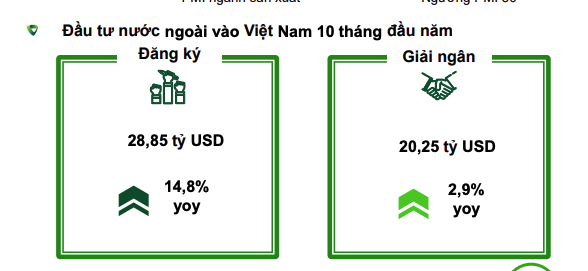 Đầu tư nước ngoài vào Việt Nam 10 tháng đầu năm
Đăng ký
28,85 tỷ USD
14,8%
yoy
Giải ngân
20,25 tỷ USD
2,9%
yoy